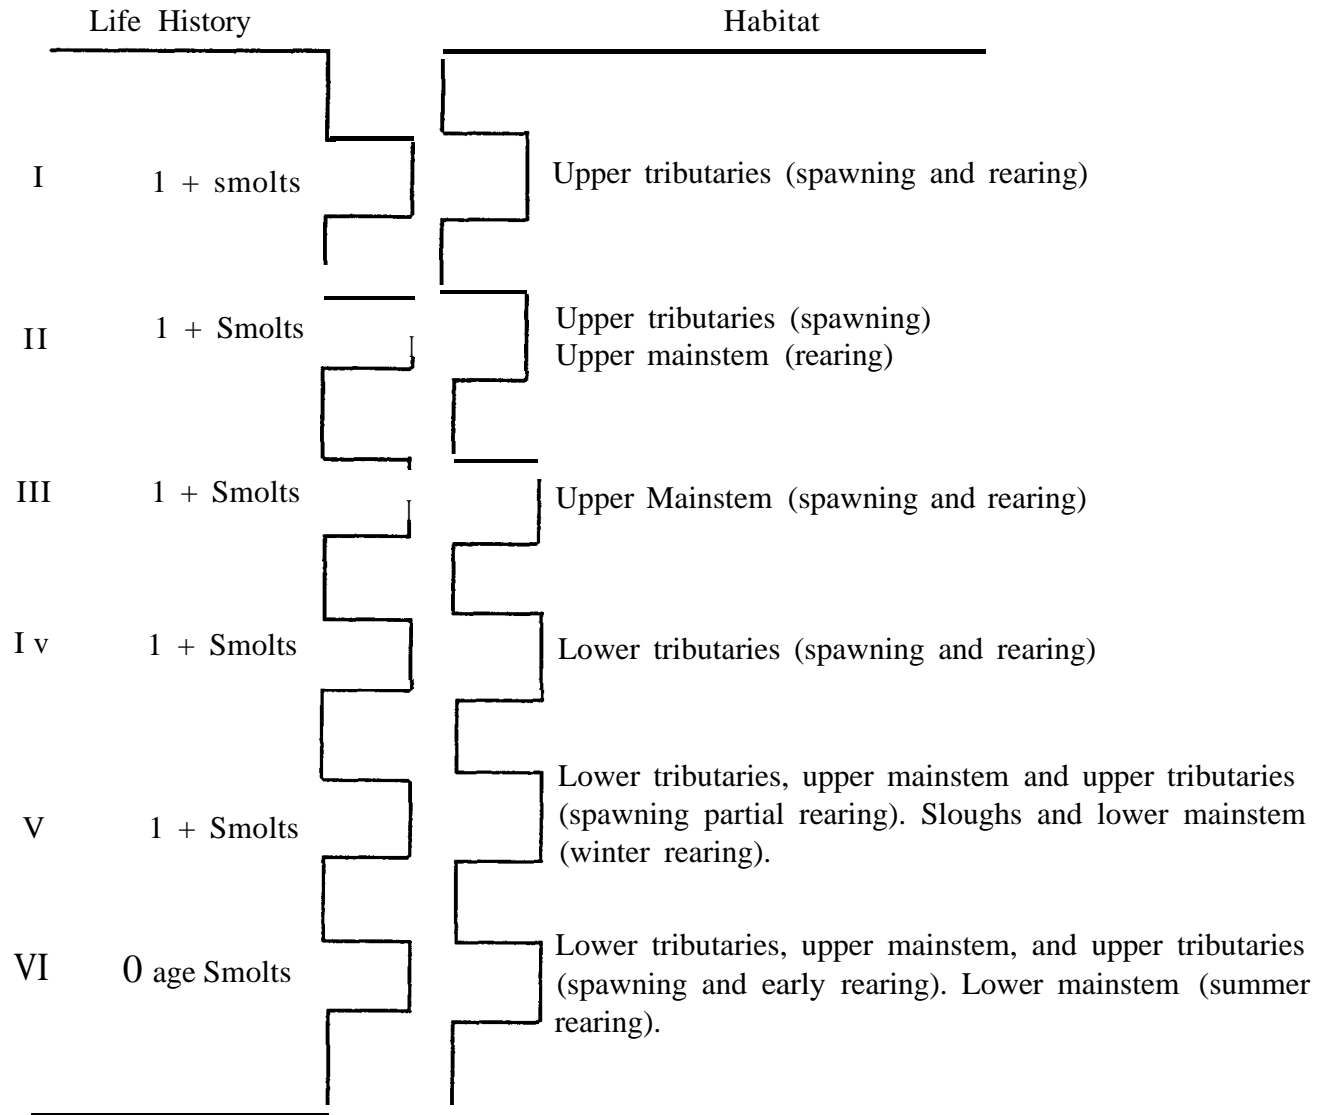 Life History Habitat
I 1 + smolts Upper tributaries (spawning and rearing)
II 1 + Smolts Upper tributaries (spawning)
Upper mainstem (rearing)
III 1 + Smolts Upper Mainstem (spawning and rearing)
I v 1 + Smolts Lower tributaries (spawning and rearing)
V 1 + Smolts Lower tributaries, upper mainstem and upper tributaries
(spawning partial rearing). Sloughs and lower mainstem
(winter rearing).
VI 0 age Smolts Lower tributaries, upper mainstem, and upper tributaries
(spawning and early rearing). Lower mainstem (summer
rearing).